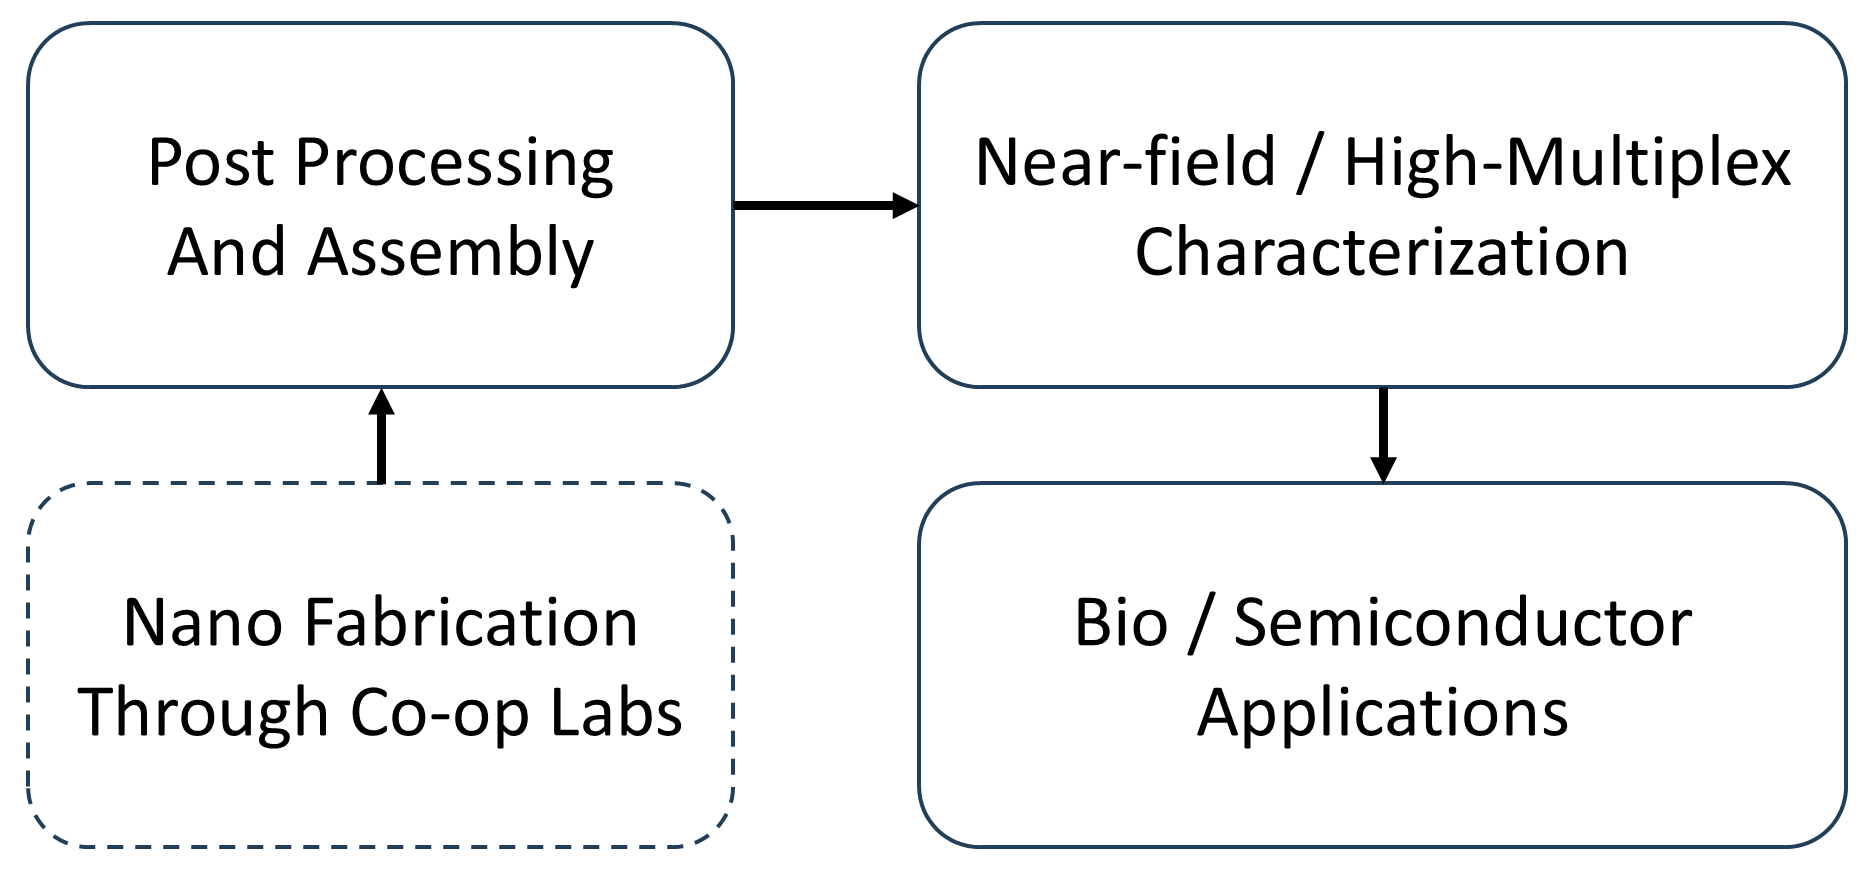 Post Processing
And Assembly
Near-field / High-Multiplex
Characterization
Nano Fabrication
Through Co-op Labs
Bio / Semiconductor
Applications